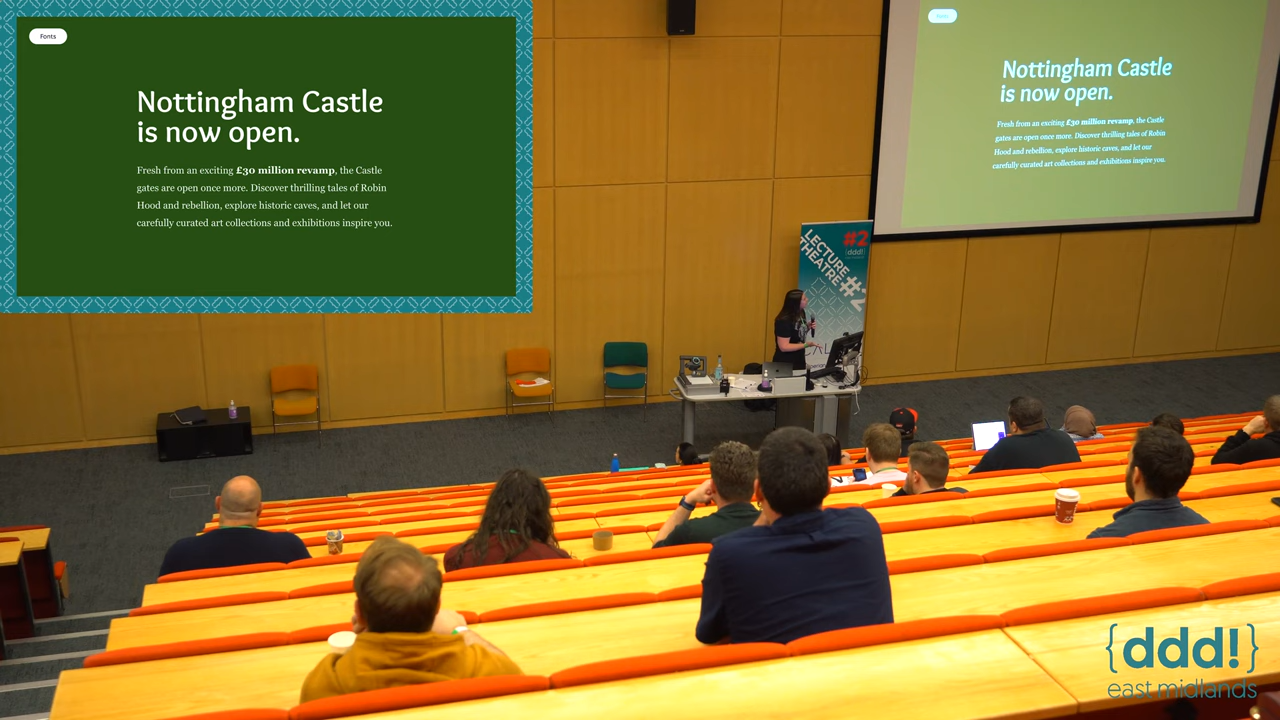 Fonts
Nottingham Castle
is now open.
Fresh from an exciting £30 million revamp, the Castle
gates are open once more. Discover thrilling tales of Robin
Hood and rebellion, explore historic caves, and let our
carefully curated art collections and exhibitions inspire you.
Fonts
Nottingham Castle
is now open.
Fresh from an exciting £30 million revamp, the Castle
gates are open once more. Discover thrilling tales of Robin
Hood and rebellion, explore historic caves, and let our
carefully curated art collections and exhibitions inspire you.
#2
{ddd!}
LECTURE
THEATRE
#2
{ddd!}
east midlands